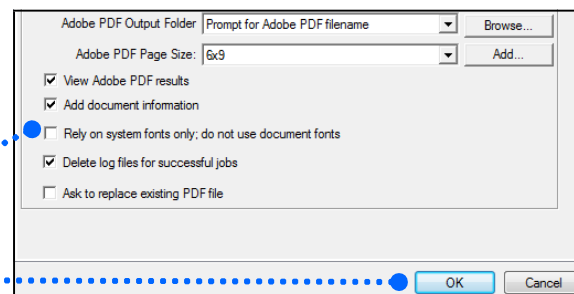 Adobe PDF Output Folder Prompt for Adobe PDF filename Browse...
Adobe PDF Page Size: 6x9 Add...
View Adobe PDF results
Add document information
Rely on system fonts only; do not use document fonts
Delete log files for successful jobs
Ask to replace existing PDF file
OK Cancel